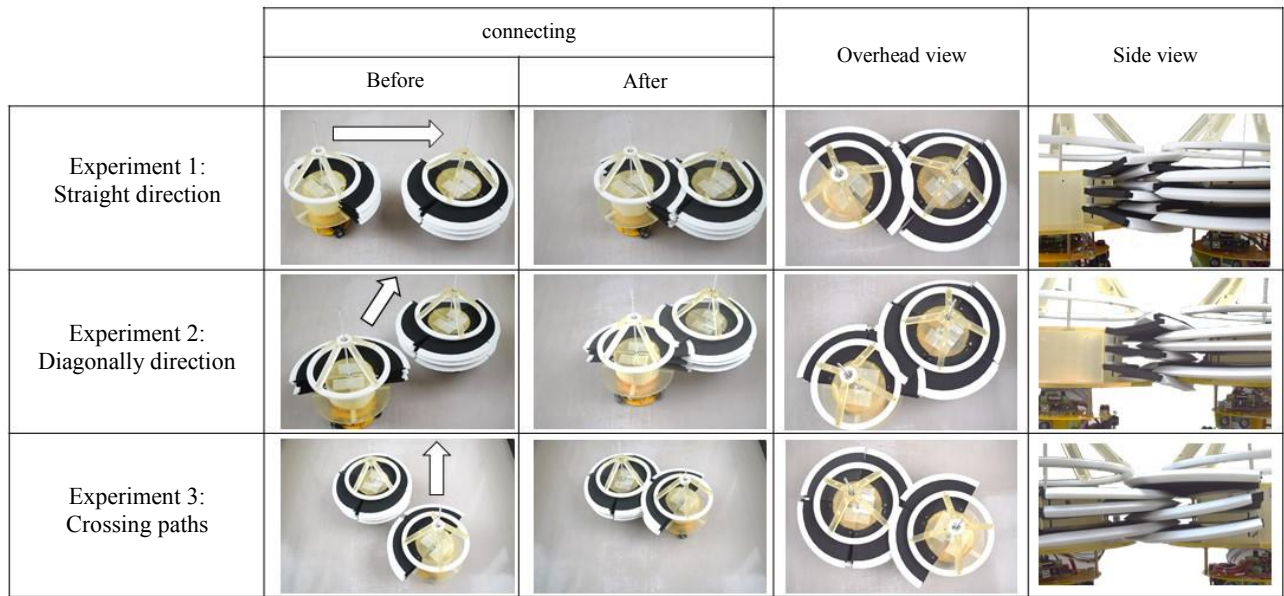 connecting
Overhead view
Side view
Before
After
Experiment 1:
Straight direction
Experiment 2:
Diagonally direction
Experiment 3:
Crossing paths